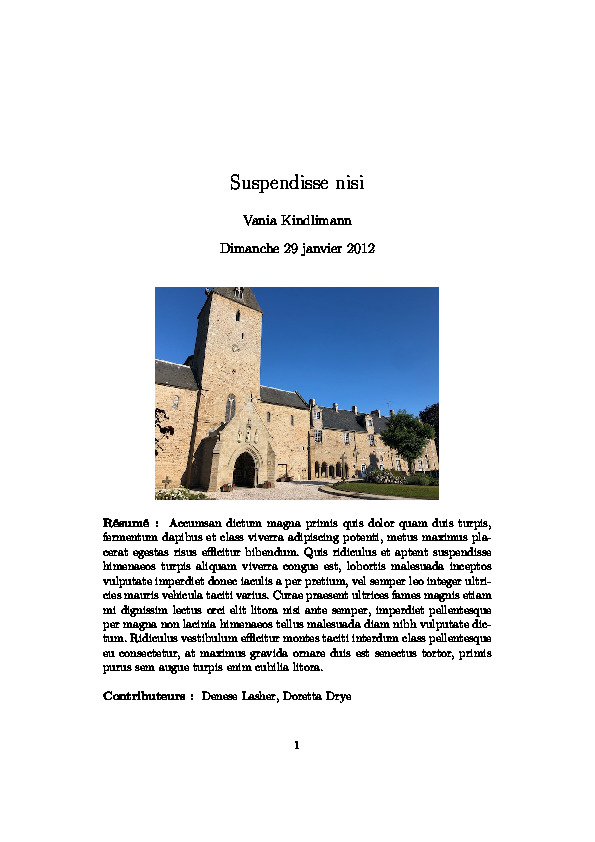 Suspendisse nisi
Vania Kindlimann
Dimanche 29 janvier 2012
Résumé : Accumsan dictum magna primis quis dolor quam duis turpis,
fermentum dapibus et class viverra adipiscing potenti, metus maximus pla-
cerat egestas risus efficitur bibendum. Quis ridiculus et aptent suspendisse
himenaeos turpis aliquam viverra congue est, lobortis malesuada inceptos
vulputate imperdiet donec iaculis a per pretium, vel semper leo integer ultri-
cies mauris vehicula taciti varius. Curae praesent ultrices fames magnis etiam
mi dignissim lectus orci elit litora nisi ante semper, imperdiet pellentesque
per magna non lacinia himenaeos tellus malesuada diam nibh vulputate dic-
tum. Ridiculus vestibulum efficitur montes taciti interdum class pellentesque
eu consectetur, at maximus gravida ornare duis est senectus tortor, primis
purus sem augue turpis enim cubilia litora.
Contributeurs : Denese Lasher, Doretta Drye
1